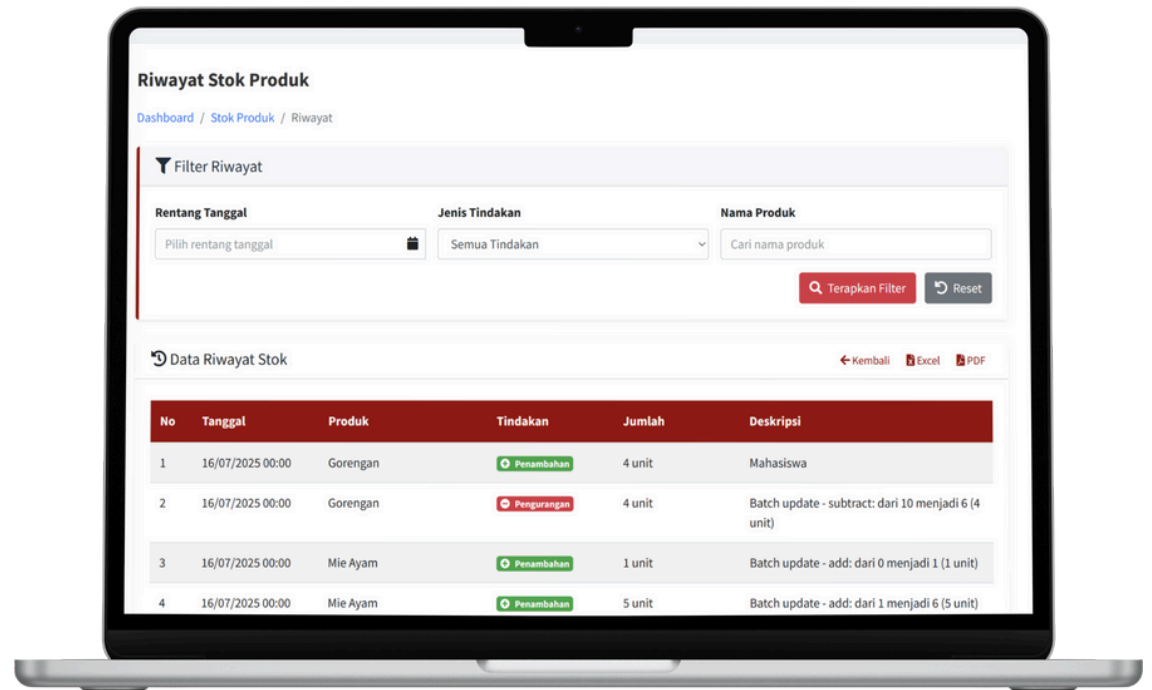 Riwayat Stok Produk
Dashboard / Stok Produk / Riwayat
Filter Riwayat
Rentang Tanggal Jenis Tindakan Nama Produk
Pilih rentang tanggal Semua Tindakan Cari nama produk
Terapkan Filter Reset
Data Riwayat Stok Kembali Excel PDF
No Tanggal Produk Tindakan Jumlah Deskripsi
1 16/07/2025 00:00 Gorengan Penambahan 4 unit Mahasiswa
2 16/07/2025 00:00 Gorengan Pengurangan 4 unit Batch update - subtract: dari 10 menjadi 6 (4
unit)
3 16/07/2025 00:00 Mie Ayam Penambahan 1 unit Batch update - add: dari 0 menjadi 1 (1 unit)
4 16/07/2025 00:00 Mie Ayam Penambahan 5 unit Batch update - add: dari 1 menjadi 6 (5 unit)